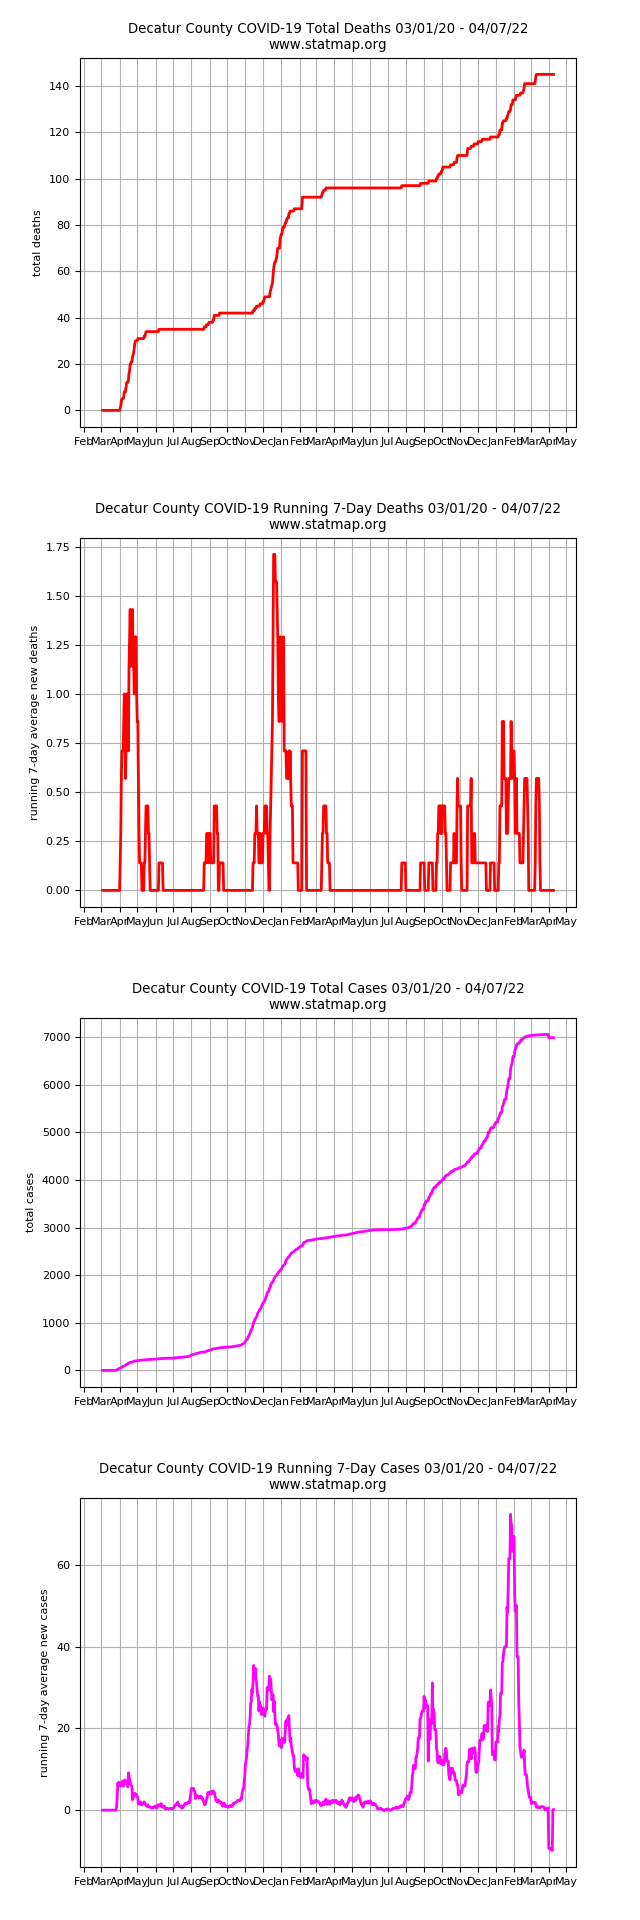 Decatur County COVID-19 Total Deaths 03/01/20 - 04/07/22
www.statmap.org
140
120
100
80
60
40
20
0
total deaths
Feb Mar Apr May Jun Jul Aug Sep Oct Nov Dec Jan Feb Mar Apr May Jun Jul Aug Sep Oct Nov Dec Jan Feb Mar Apr May
Decatur County COVID-19 Running 7-Day Deaths 03/01/20 - 04/07/22
www.statmap.org
1.75
1.50
1.25
1.00
0.75
0.50
0.25
0.00
running 7-day average new deaths
Feb Mar Apr May Jun Jul Aug Sep Oct Nov Dec Jan Feb Mar Apr May Jun Jul Aug Sep Oct Nov Dec Jan Feb Mar Apr May
Decatur County COVID-19 Total Cases 03/01/20 - 04/07/22
www.statmap.org
7000
6000
5000
4000
3000
2000
1000
0
total cases
Feb Mar Apr May Jun Jul Aug Sep Oct Nov Dec Jan Feb Mar Apr May Jun Jul Aug Sep Oct Nov Dec Jan Feb Mar Apr May
Decatur County COVID-19 Running 7-Day Cases 03/01/20 - 04/07/22
www.statmap.org
60
40
20
0
running 7-day average new cases
Feb Mar Apr May Jun Jul Aug Sep Oct Nov Dec Jan Feb Mar Apr May Jun Jul Aug Sep Oct Nov Dec Jan Feb Mar Apr May